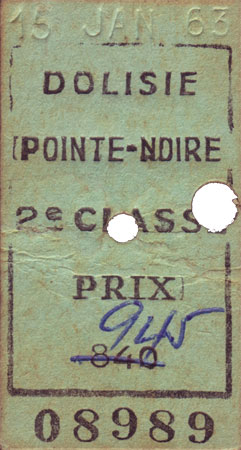 15 JAN 63
DOLISIE
POINTE-NOIRE
2e CLASS
PRIX
945
840
08989